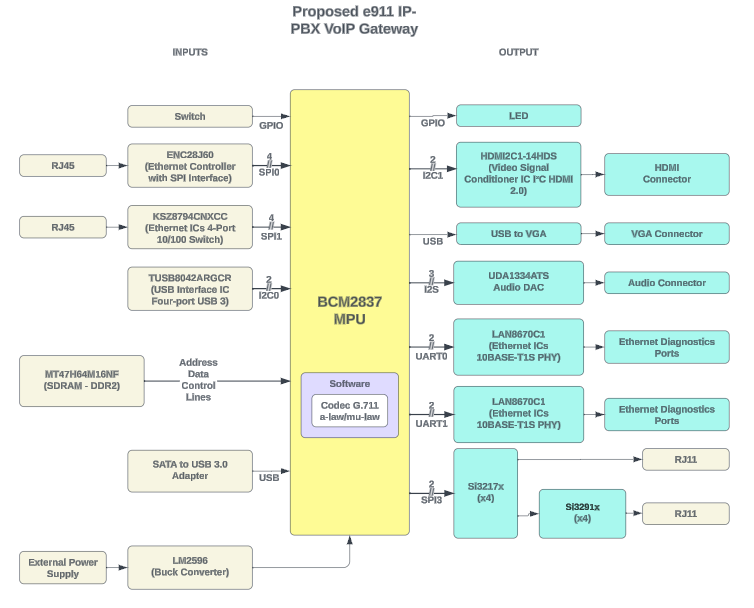 Proposed e911 IP-
PBX VoIP Gateway
INPUTS
OUTPUT
Switch
GPIO
RJ45
ENC28J60
(Ethernet Controller
with SPI Interface)
4
SPI0
RJ45
KSZ8794CNXCC
(Ethernet ICs 4-Port
10/100 Switch)
4
SPI1
TUSB8042ARGCR
(USB Interface IC
Four-port USB 3)
2
I2C0
MT47H64M16NF
(SDRAM - DDR2)
Address
Data
Control
Lines
SATA to USB 3.0
Adapter
USB
External Power
Supply
LM2596
(Buck Converter)
BCM2837
MPU
Software
Codec G.711
a-law/mu-law
GPIO
LED
2
I2C1
HDMI2C1-14HDS
(Video Signal
Conditioner IC I²C HDMI
2.0)
HDMI
Connector
USB
USB to VGA
VGA Connector
3
I2S
UDA1334ATS
Audio DAC
Audio Connector
2
UART0
LAN8670C1
(Ethernet ICs
10BASE-T1S PHY)
Ethernet Diagnostics
Ports
2
UART1
LAN8670C1
(Ethernet ICs
10BASE-T1S PHY)
Ethernet Diagnostics
Ports
2
SPI3
Si3217x
(x4)
RJ11
Si3291x
(x4)
RJ11